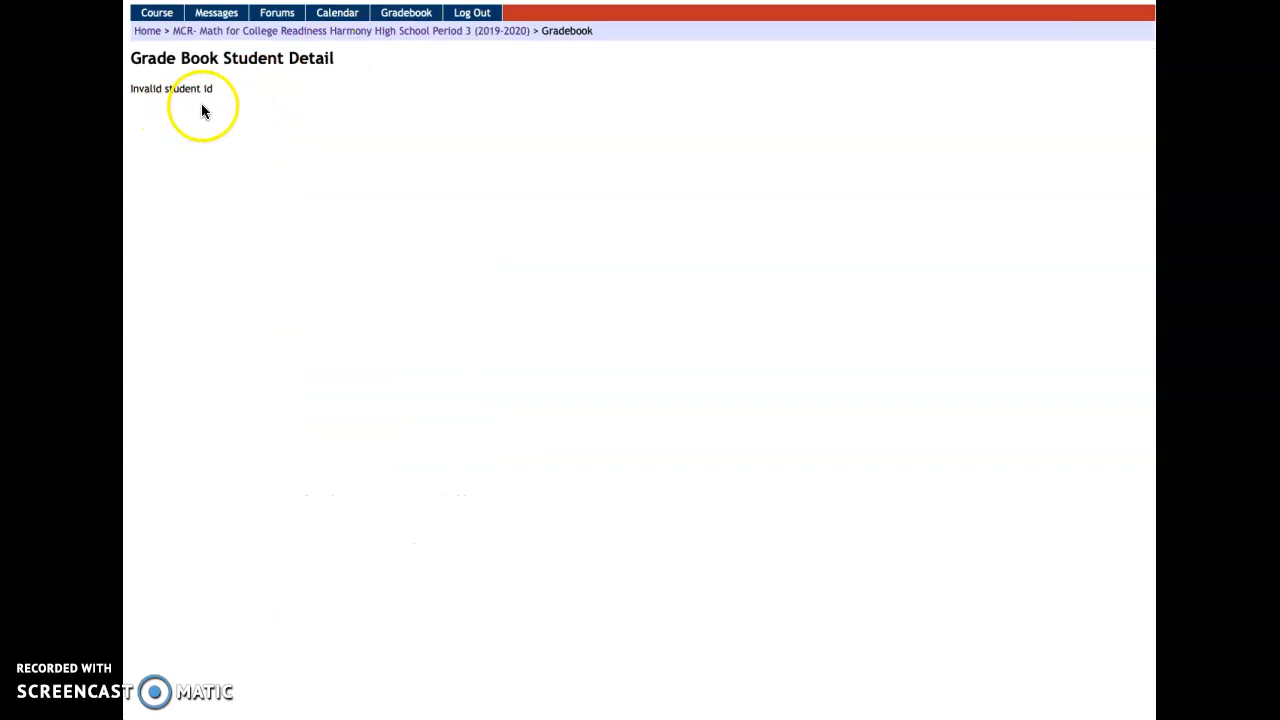 Course Messages Forums Calendar Gradebook Log Out
Home > MCR- Math for College Readiness Harmony High School Period 3 (2019-2020) > Gradebook
Grade Book Student Detail
Invalid student id
RECORDED WITH
SCREENCAST MATIC